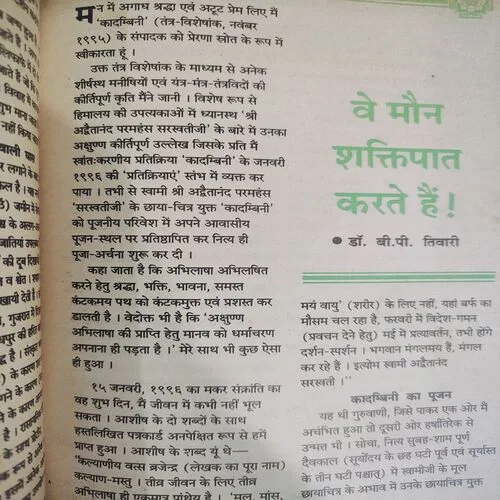 मन में अगाध श्रद्धा एवं अटूट प्रेम लिए मैं
'कादम्बिनी' (तंत्र-विशेषांक, नवंबर
१९९५) के संपादक को प्रेरणा स्रोत के रूप में
स्वीकारता हूं ।
उक्त तंत्र विशेषांक के माध्यम से अनेक
शीर्षस्थ मनीषियों एवं यंत्र-मंत्र-तंत्रविदों की
कीर्तिपूर्ण कृति मैंने जानी । विशेष रूप से
हिमालय की उपत्यकाओं में ध्यानस्थ 'श्री
अद्वैतानंद परमहंस सरस्वतीजी' के बारे में उनका
अक्षुण्ण कीर्तिपूर्ण उल्लेख जिसके प्रति मैं
स्वांतःकरणीय प्रतिक्रिया 'कादम्बिनी' के जनवरी
१९९६ की 'प्रतिक्रियाएं' स्तंभ में व्यक्त कर
पाया । तभी से स्वामी श्री अद्वैतानंद परमहंस
'सरस्वतीजी' के छाया-चित्र युक्त 'कादम्बिनी'
को पूजनीय परिवेश में अपने आवासीय
पूजन-स्थल पर प्रतिष्ठापित कर नित्य ही
पूजा-अर्चना शुरू कर दी ।
कहा जाता है कि अभिलाषा अभिलषित
करने हेतु श्रद्धा, भक्ति, भावना, समस्त
कंटकमय पथ को कंटकमुक्त एवं प्रशस्त कर
डालती है । वेदोक्त भी है कि 'अक्षुण्ण
अभिलाषा की प्राप्ति हेतु मानव को धर्माचरण
अपनाना ही पड़ता है ।' मेरे साथ भी कुछ ऐसा
ही हुआ ।
१५ जनवरी, १९९६ का मकर संक्रांति का
वह शुभ दिन, मैं जीवन में कभी नहीं भूल
सकता । आशीष के दो शब्दों के साथ
हस्तलिखित पत्रकार्ड अनपेक्षित रूप से हमें
प्राप्त हुआ । आशीष के शब्द यूं थे—
'कल्याणीय वत्स ब्रजेन्द्र (लेखक का पूरा नाम)
कल्याण-मस्तु । तीव्र जीवन के लिए तीव्र
अभिलाषा ही एकमात्र पांथेय है । 'मल, मांस,
वे मौन
शक्तिपात
करते हैं!
● डॉ. बी.पी. तिवारी
मयं वायु' (शरीर) के लिए नहीं, यहां बर्फ का
मौसम चल रहा है, फरवरी में विदेश-गमन
(प्रवचन देने हेतु) मई में प्रत्यावर्तन, तभी होंगे
दर्शन-स्पर्शन । भगवान मंगलमय हैं, मंगल
कर रहे हैं । इत्योम स्वामी अद्वैतानंद
सरस्वती ।''
कादम्बिनी का पूजन
यह थी गुरुवाणी, जिसे पाकर एक ओर मैं
अचंभित हुआ तो दूसरी ओर हर्षातिरेक से
उन्मत भी । सोचा, नित्य सुबह-शाम पूर्ण
दैवकाल (सूर्योदय के छह घटी पूर्व एवं सूर्यास्त
के तीन घटी पश्चात्) में स्वामीजी के मूल
छायाचित्र के अभाव में उनके छायाचित्र युक्त